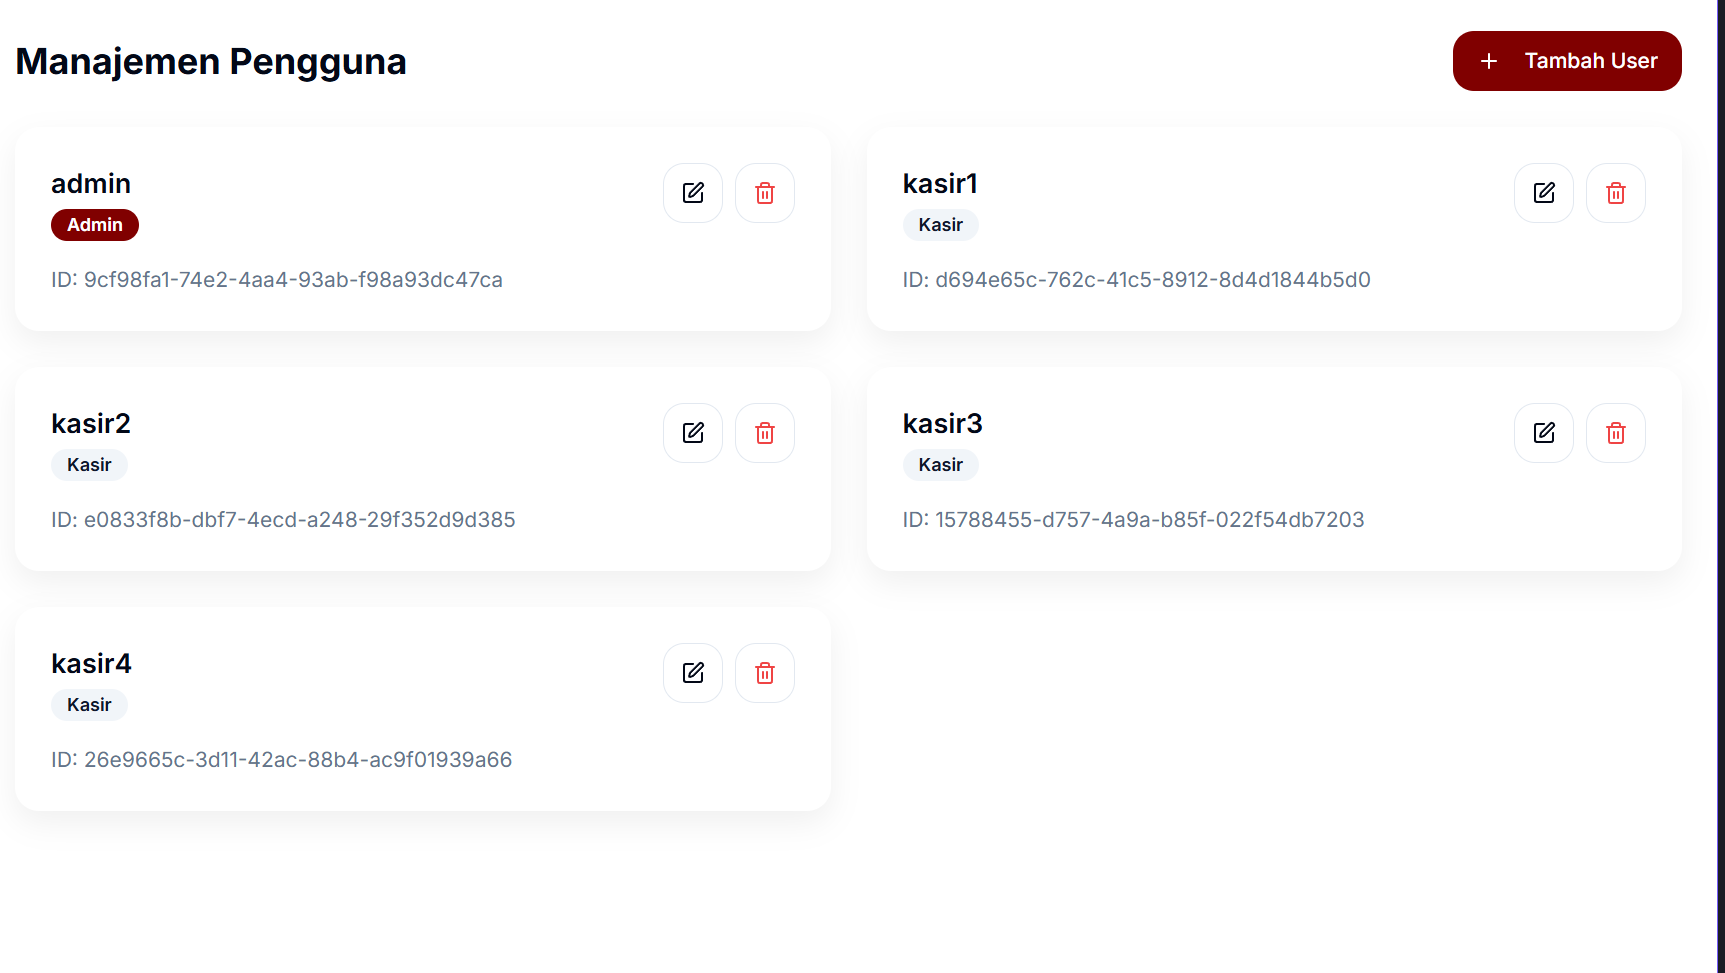 Manajemen Pengguna
+ Tambah User
admin
Admin
ID: 9cf98fa1-74e2-4aa4-93ab-f98a93dc47ca
kasir1
Kasir
ID: d694e65c-762c-41c5-8912-8d4d1844b5d0
kasir2
Kasir
ID: e0833f8b-dbf7-4ecd-a248-29f352d9d385
kasir3
Kasir
ID: 15788455-d757-4a9a-b85f-022f54db7203
kasir4
Kasir
ID: 26e9665c-3d11-42ac-88b4-ac9f01939a66